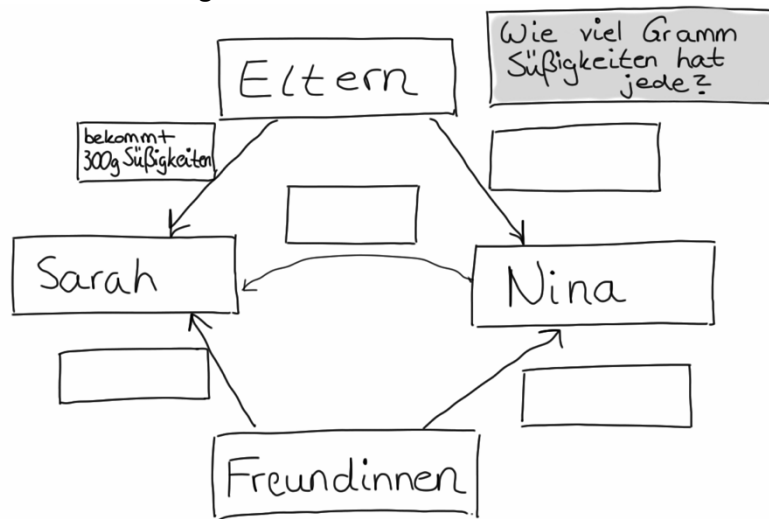 Wie viel Gramm
Süßigkeiten hat
jede?
Eltern
bekommt
300g Süßigkeiten
Sarah
Nina
Freundinnen